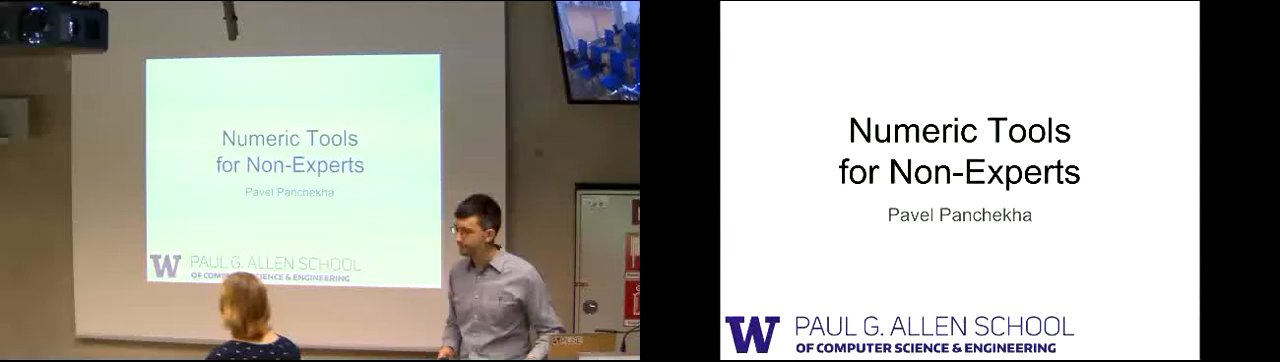 Numeric Tools
for Non-Experts
Pavel Panchekha
W PAUL G. ALLEN SCHOOL
OF COMPUTER SCIENCE & ENGINEERING
Numeric Tools
for Non-Experts
Pavel Panchekha
W PAUL G. ALLEN SCHOOL
OF COMPUTER SCIENCE & ENGINEERING